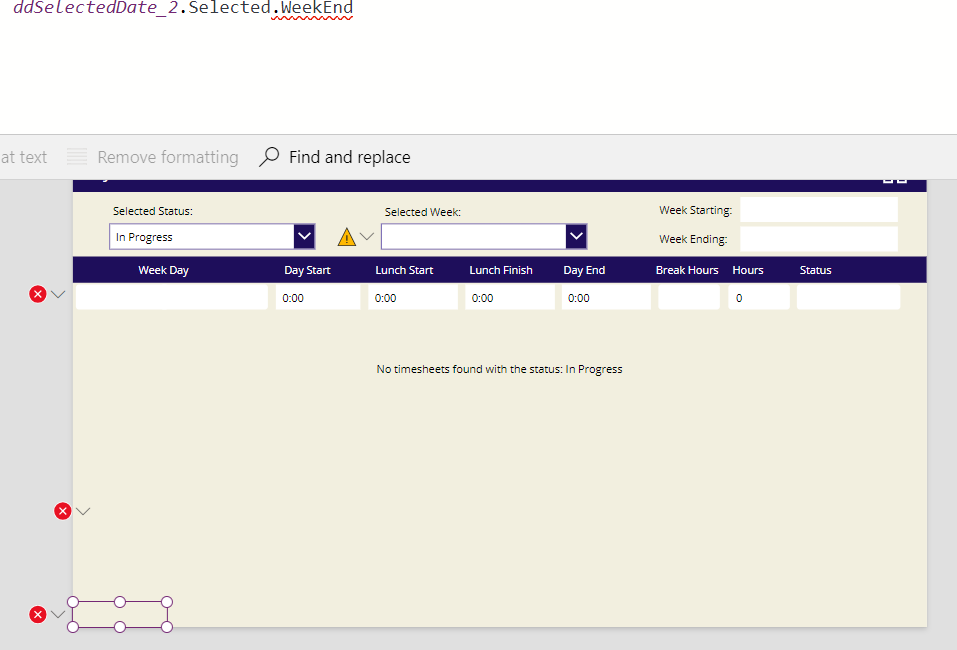 ddSelectedDate_2.Selected.WeekEnd
at text Remove formatting Find and replace
Selected Status: Selected Week: Week Starting:
In Progress Week Ending:
Week Day Day Start Lunch Start Lunch Finish Day End Break Hours Hours Status
0:00 0:00 0:00 0:00 0
No timesheets found with the status: In Progress